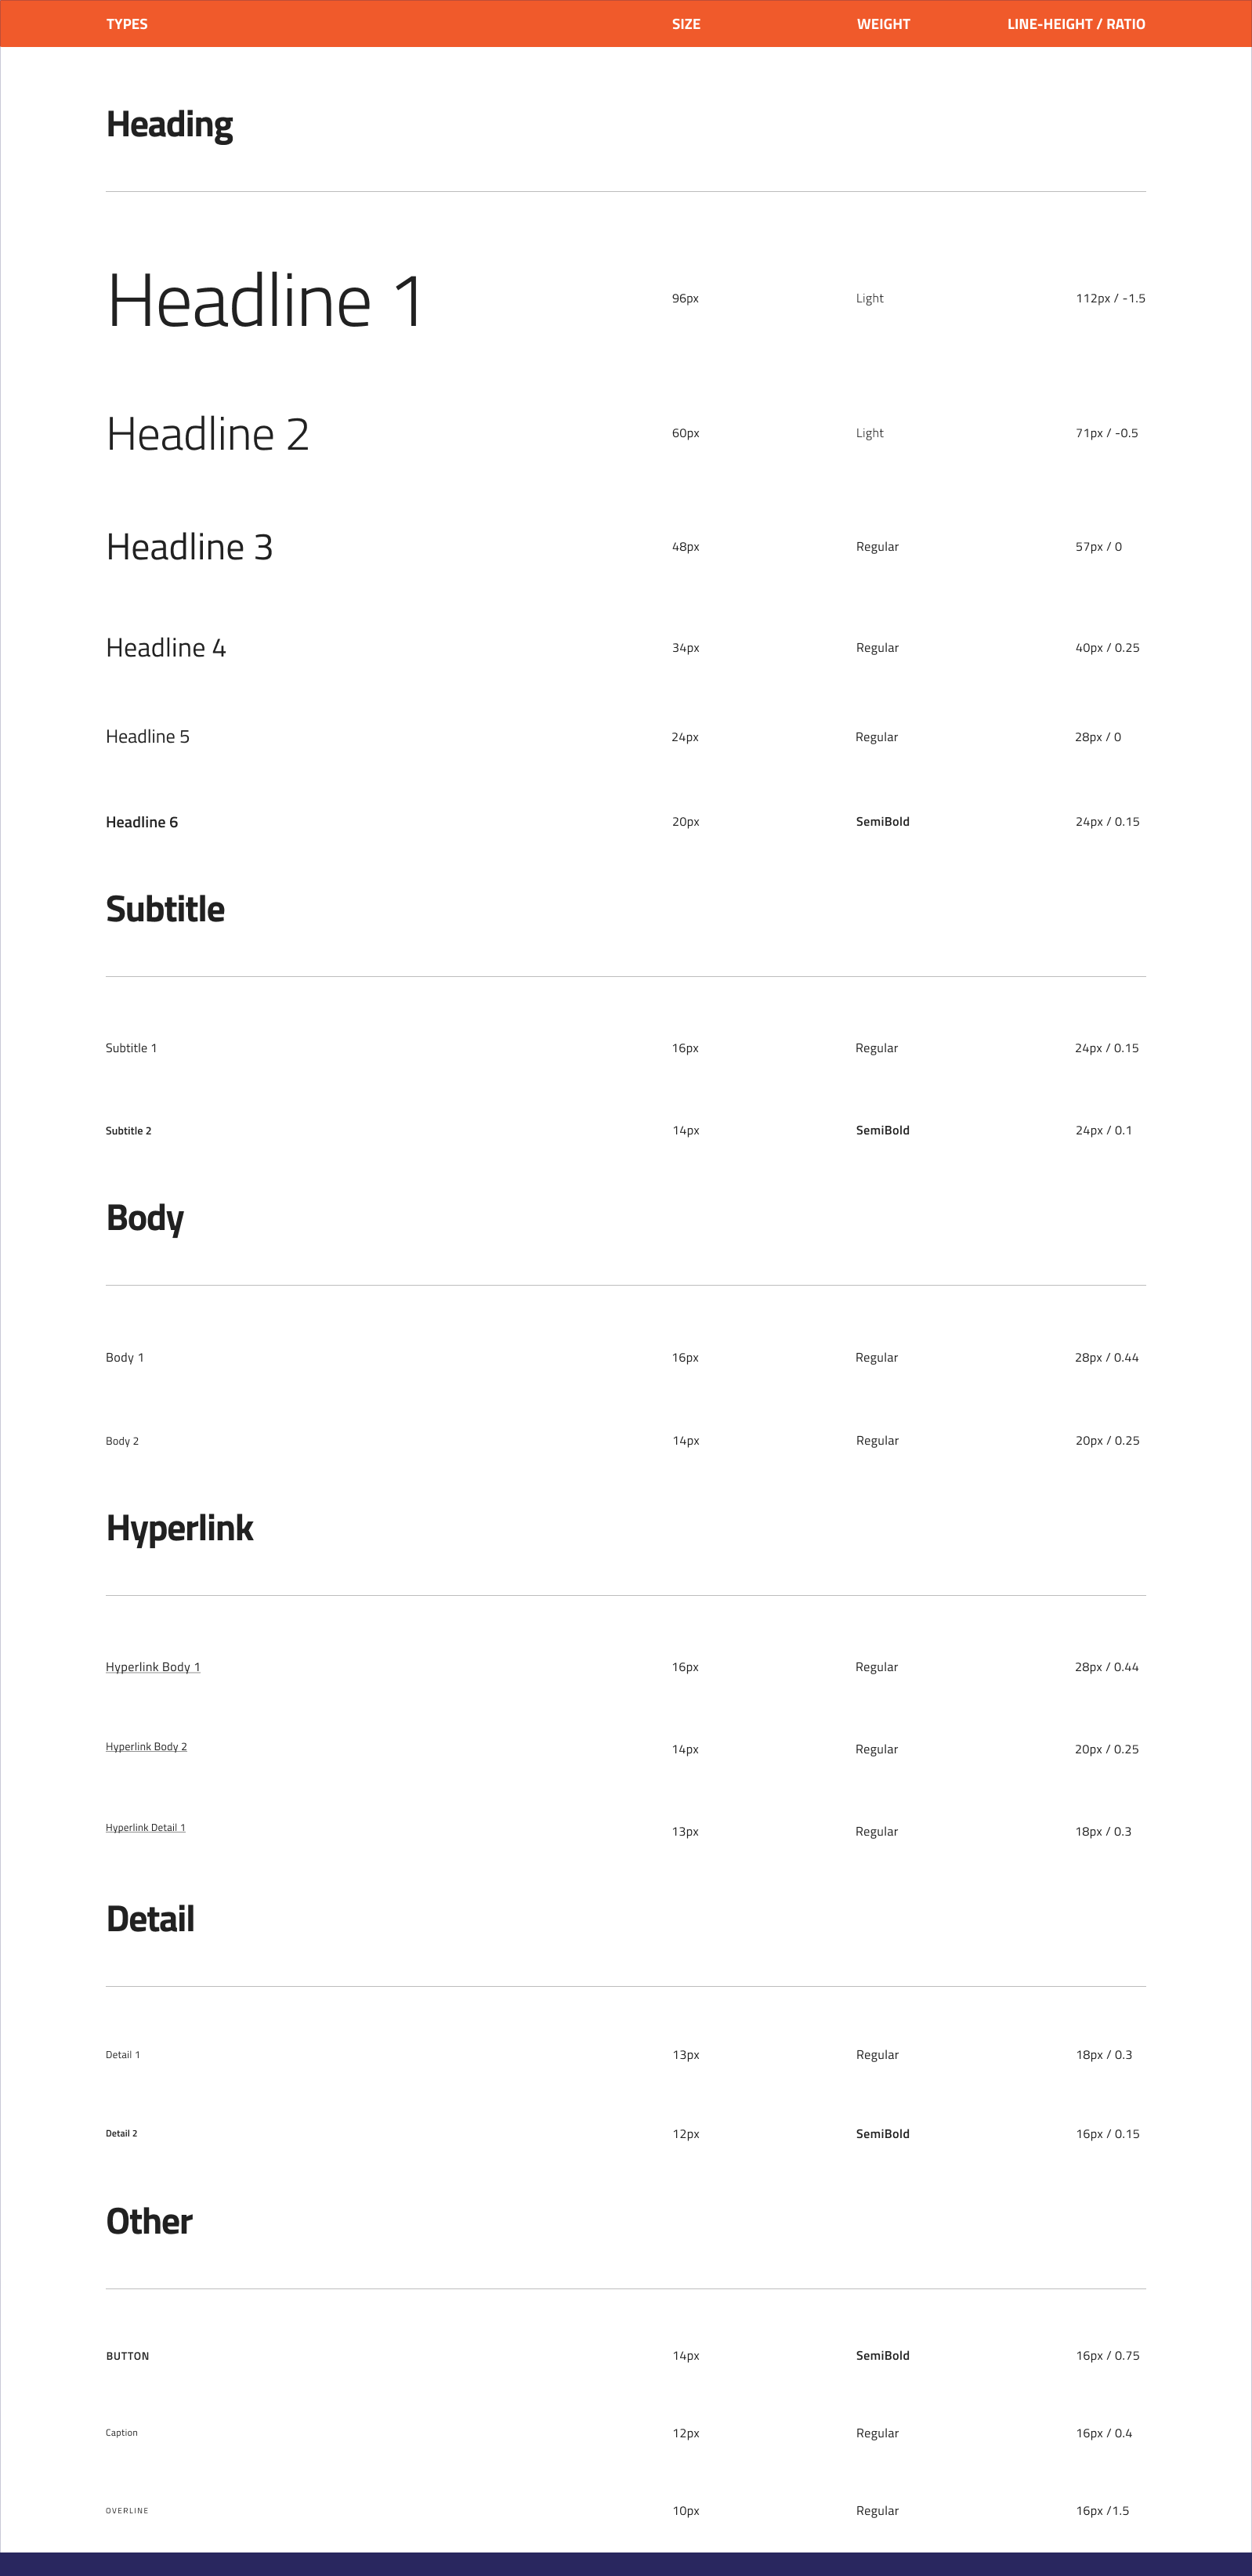 TYPES SIZE WEIGHT LINE-HEIGHT / RATIO
Heading
Headline 1 96px Light 112px / -1.5
Headline 2 60px Light 71px / -0.5
Headline 3 48px Regular 57px / 0
Headline 4 34px Regular 40px / 0.25
Headline 5 24px Regular 28px / 0
Headline 6 20px SemiBold 24px / 0.15
Subtitle
Subtitle 1 16px Regular 24px / 0.15
Subtitle 2 14px SemiBold 24px / 0.1
Body
Body 1 16px Regular 28px / 0.44
Body 2 14px Regular 20px / 0.25
Hyperlink
Hyperlink Body 1 16px Regular 28px / 0.44
Hyperlink Body 2 14px Regular 20px / 0.25
Hyperlink Detail 1 13px Regular 18px / 0.3
Detail
Detail 1 13px Regular 18px / 0.3
Detail 2 12px SemiBold 16px / 0.15
Other
BUTTON 14px SemiBold 16px / 0.75
Caption 12px Regular 16px / 0.4
OVERLINE 10px Regular 16px /1.5